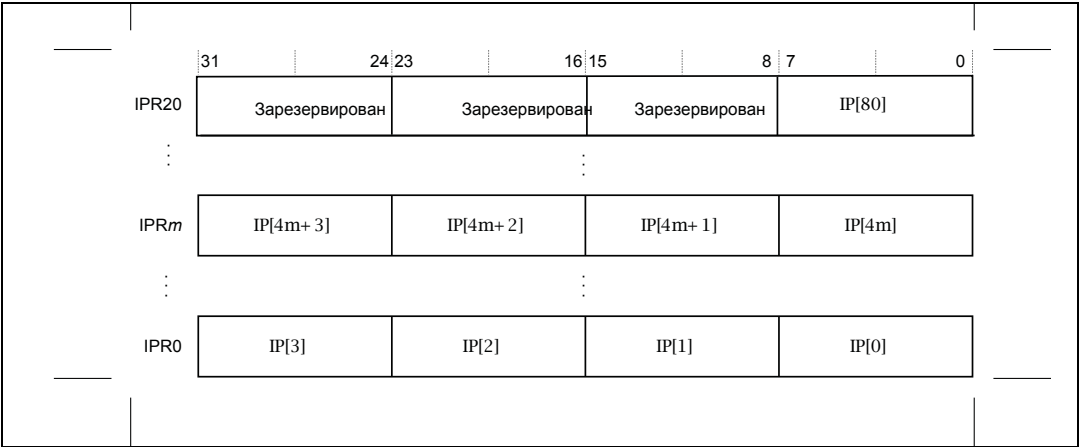 31 24 23 16 15 8 7 0
IPR20 Зарезервирован Зарезервирован Зарезервирован IP[80]
IPRm IP[4m+3] IP[4m+2] IP[4m+1] IP[4m]
IPR0 IP[3] IP[2] IP[1] IP[0]